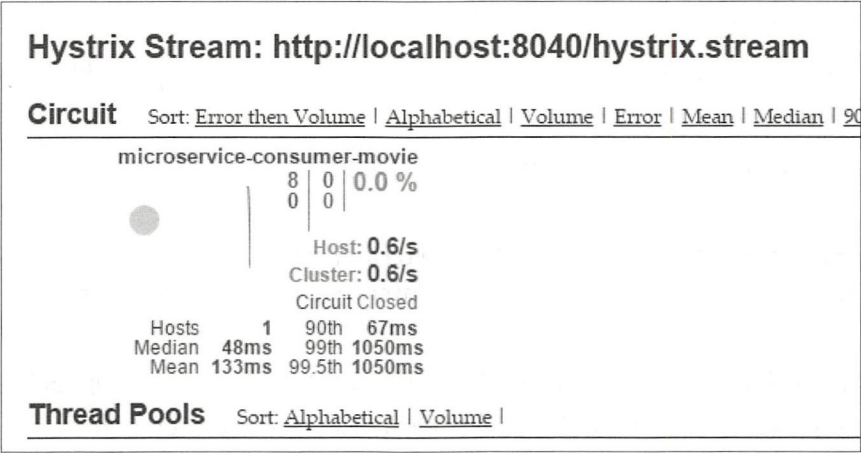 Hystrix Stream: http://localhost:8040/hystrix.stream
Circuit Sort: Error then Volume | Alphabetical | Volume | Error | Mean | Median | 90
microservice-consumer-movie
8 | 0 | 0.0 %
0 | 0
Host: 0.6/s
Cluster: 0.6/s
Circuit Closed
Hosts 1 90th 67ms
Median 48ms 99th 1050ms
Mean 133ms 99.5th 1050ms
Thread Pools Sort: Alphabetical | Volume |